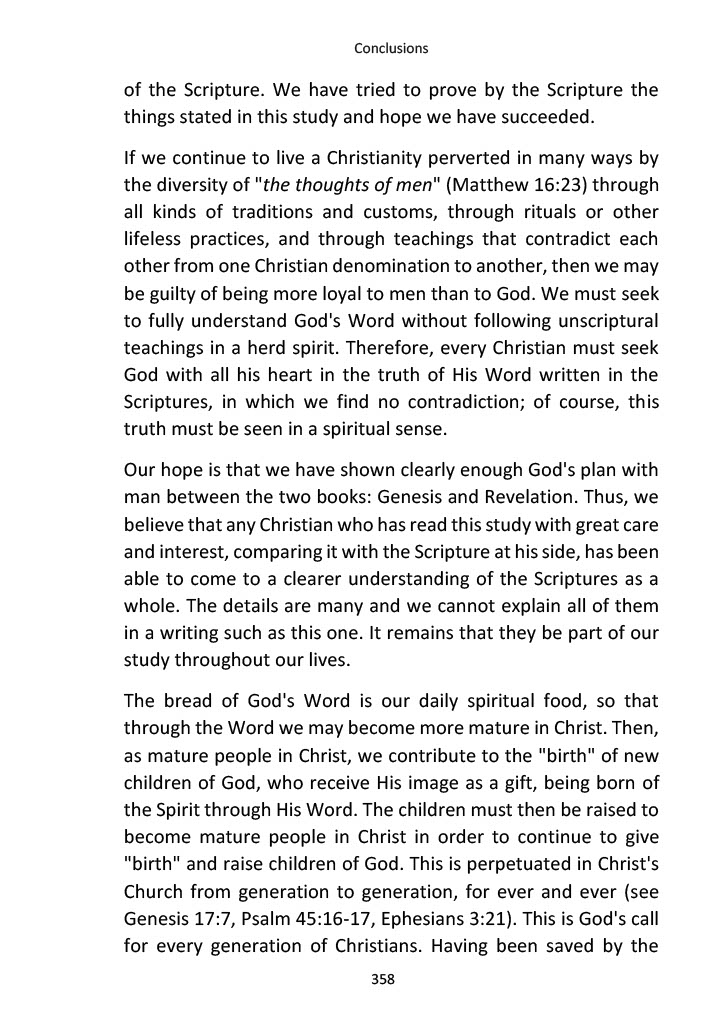 Conclusions
of the Scripture. We have tried to prove by the Scripture the
things stated in this study and hope we have succeeded.
If we continue to live a Christianity perverted in many ways by
the diversity of "the thoughts of men" (Matthew 16:23) through
all kinds of traditions and customs, through rituals or other
lifeless practices, and through teachings that contradict each
other from one Christian denomination to another, then we may
be guilty of being more loyal to men than to God. We must seek
to fully understand God's Word without following unscriptural
teachings in a herd spirit. Therefore, every Christian must seek
God with all his heart in the truth of His Word written in the
Scriptures, in which we find no contradiction; of course, this
truth must be seen in a spiritual sense.
Our hope is that we have shown clearly enough God's plan with
man between the two books: Genesis and Revelation. Thus, we
believe that any Christian who has read this study with great care
and interest, comparing it with the Scripture at his side, has been
able to come to a clearer understanding of the Scriptures as a
whole. The details are many and we cannot explain all of them
in a writing such as this one. It remains that they be part of our
study throughout our lives.
The bread of God's Word is our daily spiritual food, so that
through the Word we may become more mature in Christ. Then,
as mature people in Christ, we contribute to the "birth" of new
children of God, who receive His image as a gift, being born of
the Spirit through His Word. The children must then be raised to
become mature people in Christ in order to continue to give
"birth" and raise children of God. This is perpetuated in Christ's
Church from generation to generation, for ever and ever (see
Genesis 17:7, Psalm 45:16-17, Ephesians 3:21). This is God's call
for every generation of Christians. Having been saved by the
358